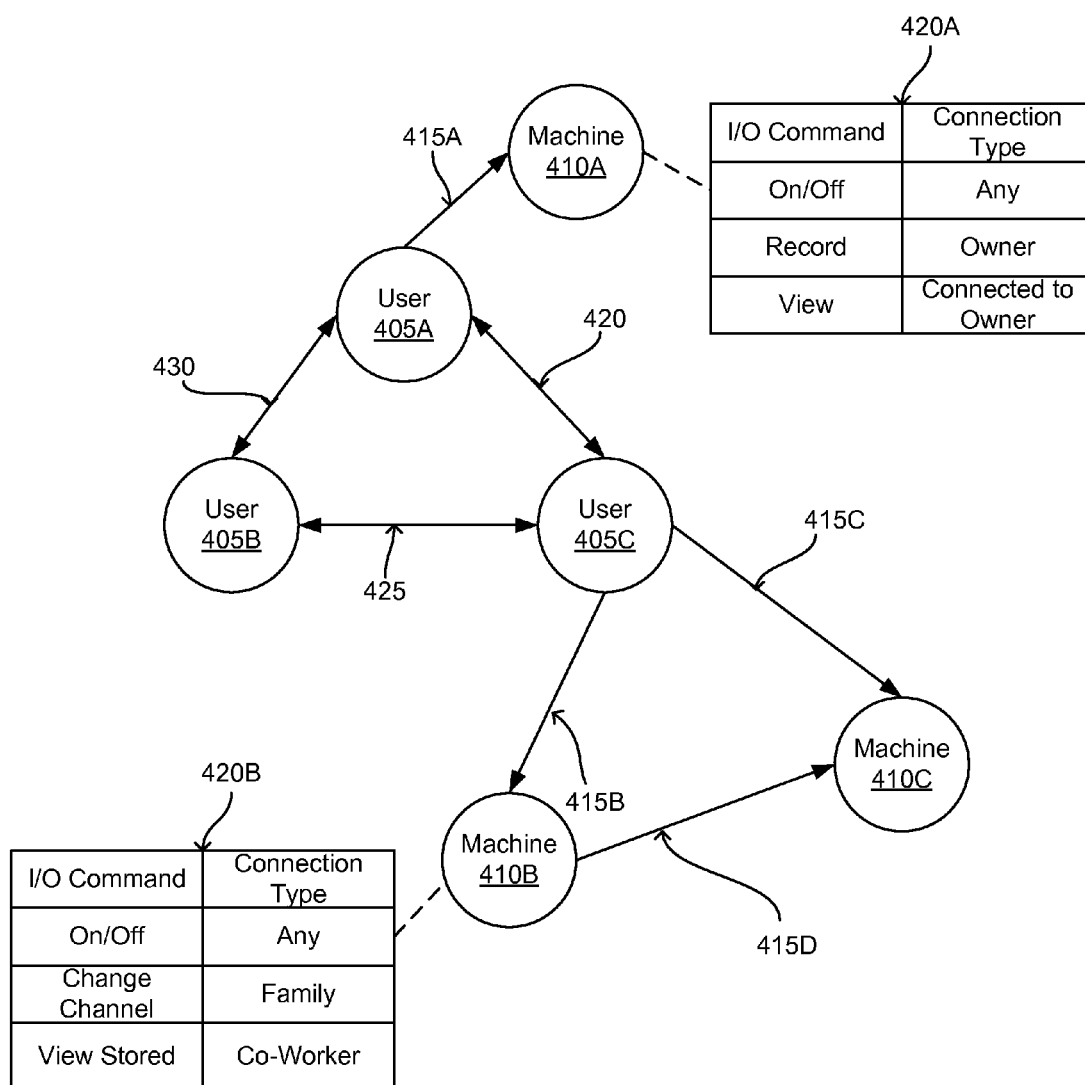 420A
415A
Machine
410A
I/O Command
Connection
Type
On/Off
Any
Record
Owner
View
Connected to
Owner
User
405A
420
430
User
405B
User
405C
425
415C
415B
Machine
410C
420B
Machine
410B
415D
I/O Command
Connection
Type
On/Off
Any
Change
Channel
Family
View Stored
Co-Worker